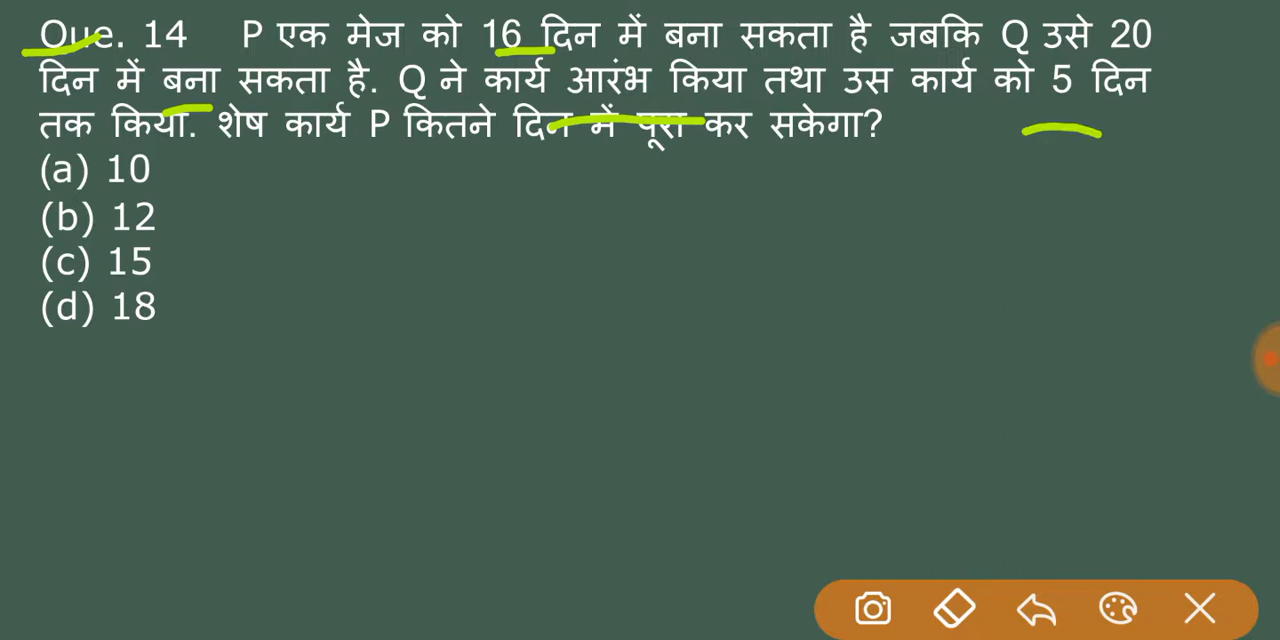 Que. 14 P एक मेज को 16 दिन में बना सकता है जबकि Q उसे 20
दिन में बना सकता है. Q ने कार्य आरंभ किया तथा उस कार्य को 5 दिन
तक किया. शेष कार्य P कितने दिन में पूरा कर सकेगा?
(a) 10
(b) 12
(c) 15
(d) 18